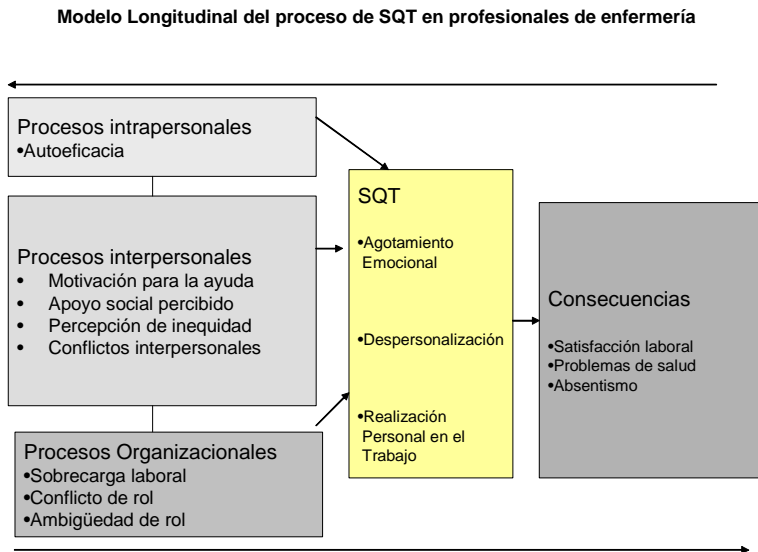 Modelo Longitudinal del proceso de SQT en profesionales de enfermería
Procesos intrapersonales
•Autoeficacia
Procesos interpersonales
• Motivación para la ayuda
• Apoyo social percibido
• Percepción de inequidad
• Conflictos interpersonales
Procesos Organizacionales
•Sobrecarga laboral
•Conflicto de rol
•Ambigüedad de rol
SQT
•Agotamiento
Emocional
•Despersonalización
•Realización
Personal en el
Trabajo
Consecuencias
•Satisfacción laboral
•Problemas de salud
•Absentismo